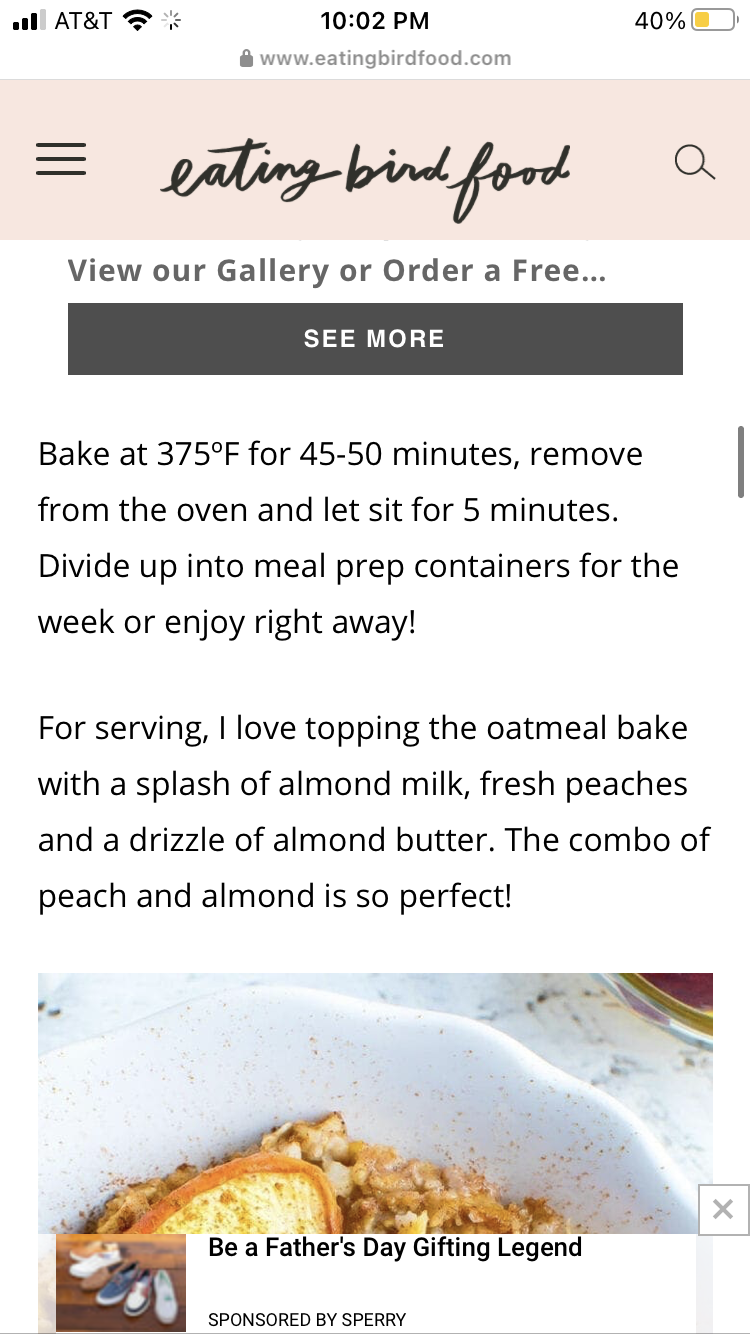 AT&T 10:02 PM 40%
www.eatingbirdfood.com
eating bird food
View our Gallery or Order a Free...
SEE MORE
Bake at 375ºF for 45-50 minutes, remove
from the oven and let sit for 5 minutes.
Divide up into meal prep containers for the
week or enjoy right away!
For serving, I love topping the oatmeal bake
with a splash of almond milk, fresh peaches
and a drizzle of almond butter. The combo of
peach and almond is so perfect!
Be a Father's Day Gifting Legend
SPONSORED BY SPERRY